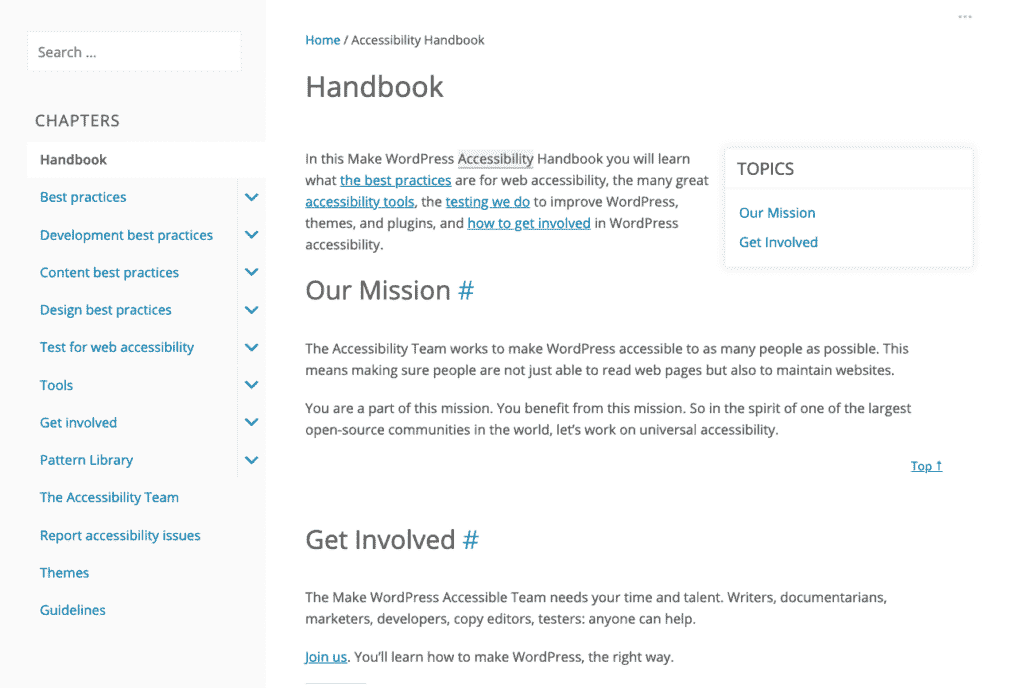 Search ...
CHAPTERS
Handbook
Best practices
Development best practices
Content best practices
Design best practices
Test for web accessibility
Tools
Get involved
Pattern Library
The Accessibility Team
Report accessibility issues
Themes
Guidelines
Home / Accessibility Handbook
Handbook
In this Make WordPress Accessibility Handbook you will learn
what the best practices are for web accessibility, the many great
accessibility tools, the testing we do to improve WordPress,
themes, and plugins, and how to get involved in WordPress
accessibility.
TOPICS
Our Mission
Get Involved
Our Mission #
The Accessibility Team works to make WordPress accessible to as many people as possible. This
means making sure people are not just able to read web pages but also to maintain websites.
You are a part of this mission. You benefit from this mission. So in the spirit of one of the largest
open-source communities in the world, let’s work on universal accessibility.
Top ↑
Get Involved #
The Make WordPress Accessible Team needs your time and talent. Writers, documentarians,
marketers, developers, copy editors, testers: anyone can help.
Join us. You’ll learn how to make WordPress, the right way.